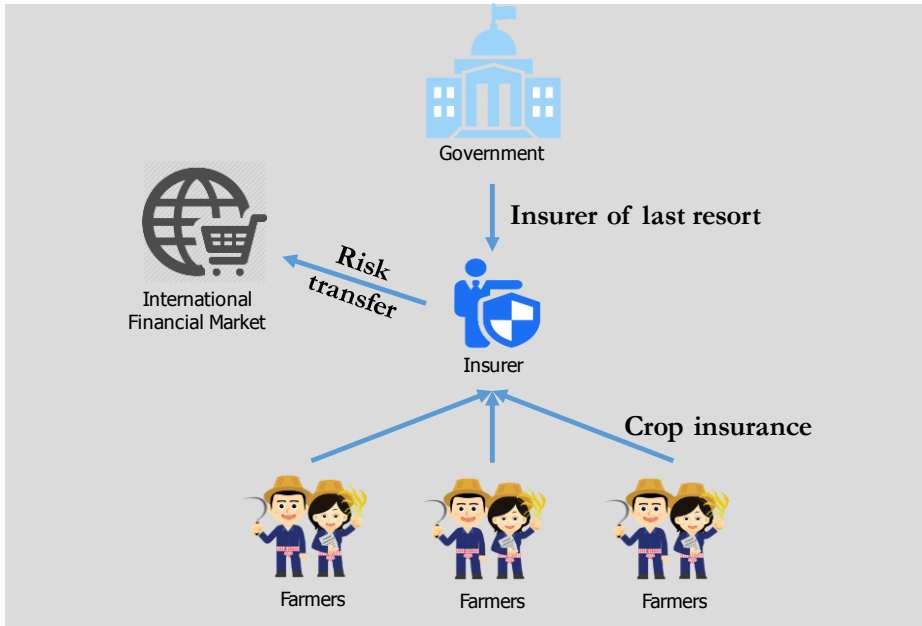 Government
Insurer of last resort
Risk
transfer
International
Financial Market
Insurer
Crop insurance
Farmers
Farmers
Farmers